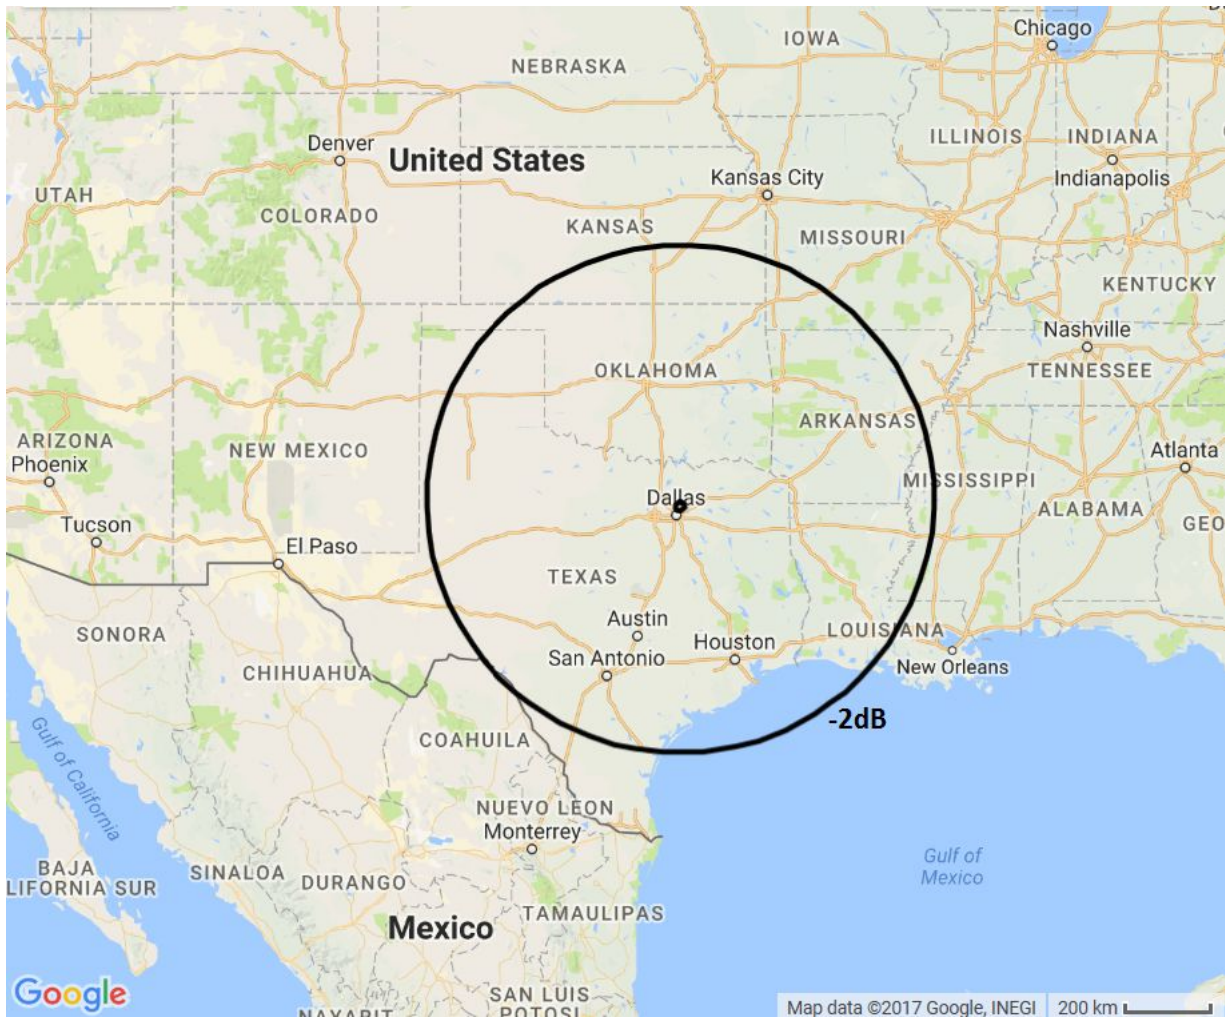 Chicago
IOWA
NEBRASKA
ILLINOIS
INDIANA
Denver
United States
Kansas City
Indianapolis
UTAH
COLORADO
KANSAS
MISSOURI
KENTUCKY
Nashville
TENNESSEE
OKLAHOMA
ARKANSAS
ARIZONA
NEW MEXICO
Phoenix
Atlanta
MISSISSIPPI
Dallas
ALABAMA
Tucson
GEO
El Paso
TEXAS
SONORA
Austin
Houston
LOUISIANA
San Antonio
New Orleans
CHIHUAHUA
-2dB
COAHUILA
Gulf of California
NUEVO LEON
Monterrey
BAJA
LIFORNIA SUR
SINALOA
DURANGO
Gulf of
Mexico
TAMAULIPAS
Mexico
Google
SAN LUIS
POTOSI
NAYARIT
Map data ©2017 Google, INEGI 200 km